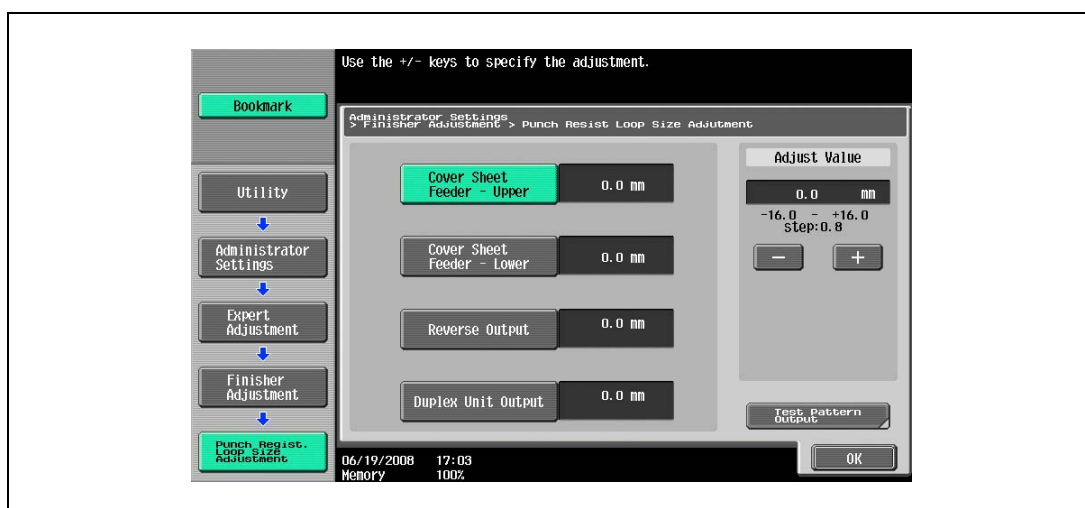 Use the +/- keys to specify the adjustment.
Bookmark
Administrator Settings
> Finisher Adjustment > Punch Resist Loop Size Adjutment
Utility
Administrator
Settings
Expert
Adjustment
Finisher
Adjustment
Punch Regist.
Loop Size
Adjustment
Cover Sheet
Feeder - Upper
0.0 mm
Cover Sheet
Feeder - Lower
0.0 mm
Reverse Output
0.0 mm
Duplex Unit Output
0.0 mm
Adjust Value
0.0 mm
-16.0 - +16.0
step:0.8
− +
Test Pattern
Output
OK
06/19/2008 17:03
Memory 100%